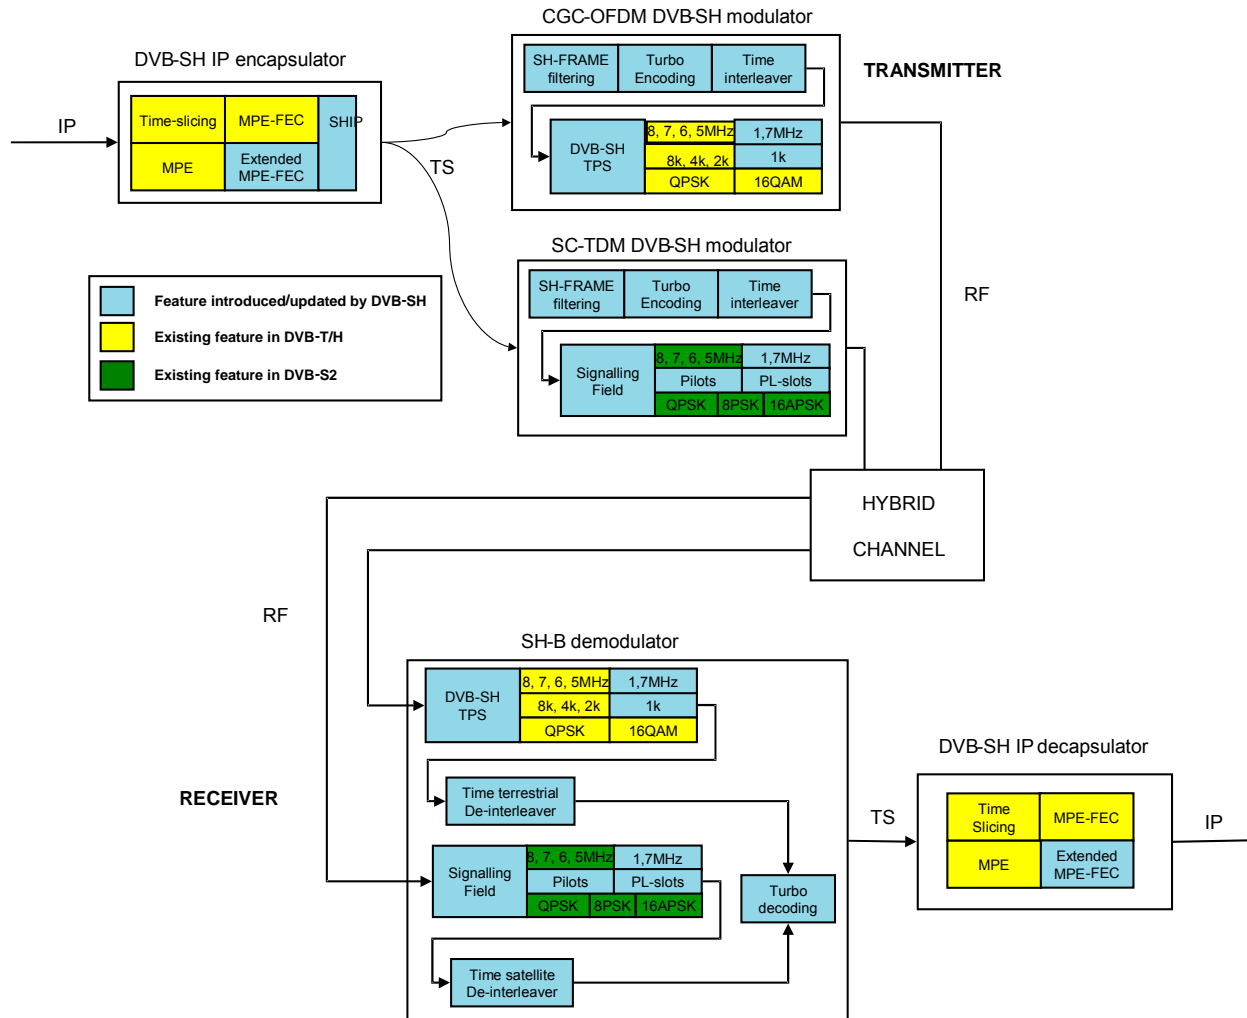 CGC-OFDM DVB-SH modulator
DVB-SH IP encapsulator
SH-FRAME
filtering
Turbo
Encoding
Time
interleaver
TRANSMITTER
IP
Time-slicing
MPE-FEC
SHIP
MPE
Extended
MPE-FEC
TS
DVB-SH
TPS
8, 7, 6, 5MHz
1,7MHz
8k, 4k, 2k
1k
QPSK
16QAM
SC-TDM DVB-SH modulator
SH-FRAME
filtering
Turbo
Encoding
Time
interleaver
RF
Feature introduced/updated by DVB-SH
Existing feature in DVB-T/H
Existing feature in DVB-S2
Signalling
Field
8, 7, 6, 5MHz
1,7MHz
Pilots
PL-slots
QPSK
8PSK
16APSK
HYBRID
CHANNEL
RF
SH-B demodulator
DVB-SH
TPS
8, 7, 6, 5MHz
1,7MHz
8k, 4k, 2k
1k
QPSK
16QAM
RECEIVER
Time terrestrial
De-interleaver
Signalling
Field
8, 7, 6, 5MHz
1,7MHz
Pilots
PL-slots
QPSK
8PSK
16APSK
Turbo
decoding
Time satellite
De-interleaver
TS
DVB-SH IP decapsulator
Time
Slicing
MPE-FEC
MPE
Extended
MPE-FEC
IP